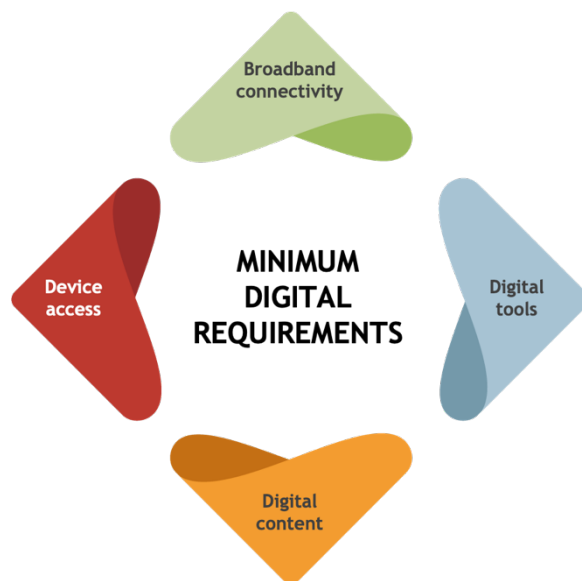 Broadband
connectivity
Device
access
MINIMUM
DIGITAL
REQUIREMENTS
Digital
tools
Digital
content